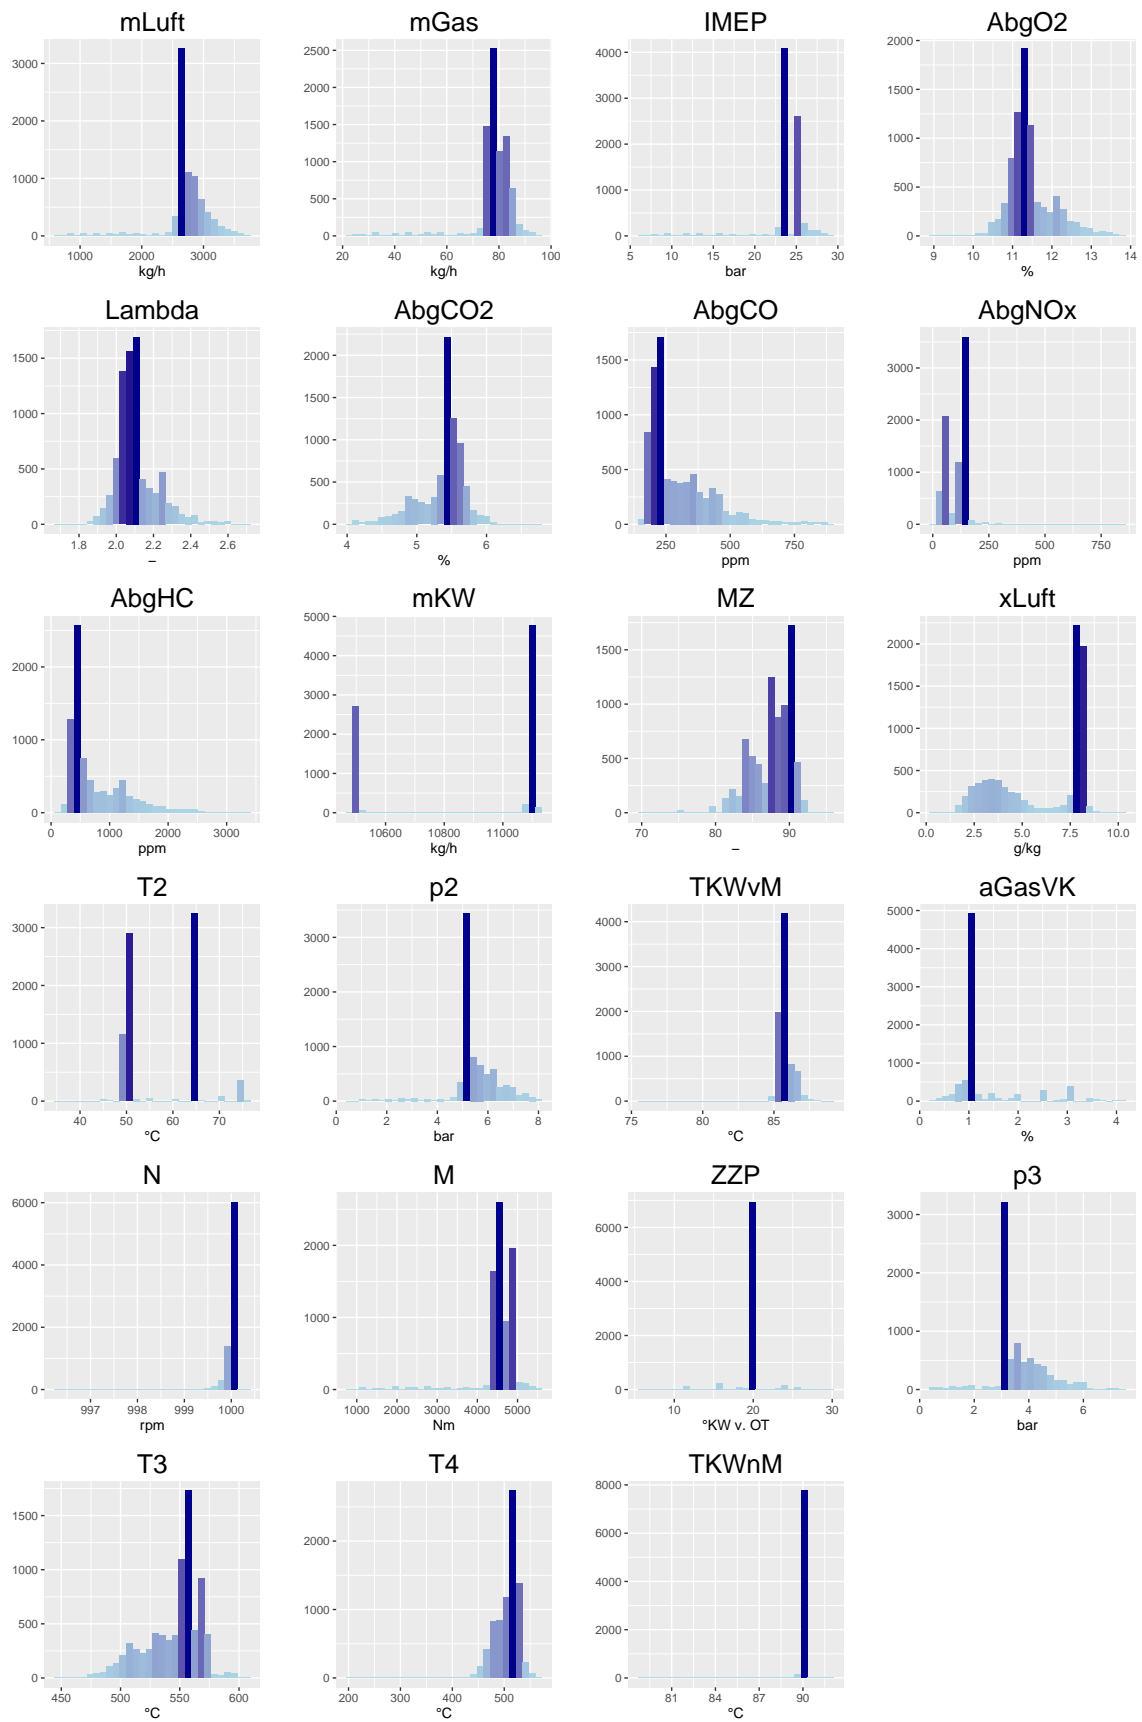 mLuft mGas IMEP AbgO2
3000 2000 1000 0
2500 2000 1500 1000 500 0
4000 3000 2000 1000 0
2000 1500 1000 500 0
1000 2000 3000
20 40 60 80 100
5 10 15 20 25 30
9 10 11 12 13 14
kg/h kg/h bar %
Lambda AbgCO2 AbgCO AbgNOx
1500 1000 500 0
2000 1500 1000 500 0
1500 1000 500 0
3000 2000 1000 0
1.8 2.0 2.2 2.4 2.6
4 5 6
250 500 750
0 250 500 750
– % ppm ppm
AbgHC mKW MZ xLuft
2000 1000 0
5000 4000 3000 2000 1000 0
1500 1000 500 0
2000 1500 1000 500 0
0 1000 2000 3000
10600 10800 11000
70 80 90
0.0 2.5 5.0 7.5 10.0
ppm kg/h – g/kg
T2 p2 TKWvM aGasVK
3000 2000 1000 0
3000 2000 1000 0
4000 3000 2000 1000 0
5000 4000 3000 2000 1000 0
40 50 60 70
0 2 4 6 8
75 80 85
0 1 2 3 4
°C bar °C %
N M ZZP p3
6000 4000 2000 0
2000 1000 0
6000 4000 2000 0
3000 2000 1000 0
997 998 999 1000
1000 2000 3000 4000 5000
10 20 30
0 2 4 6
rpm Nm °KW v. OT bar
T3 T4 TKWnM
1500 1000 500 0
2000 1000 0
8000 6000 4000 2000 0
450 500 550 600
200 300 400 500
81 84 87 90
°C °C °C